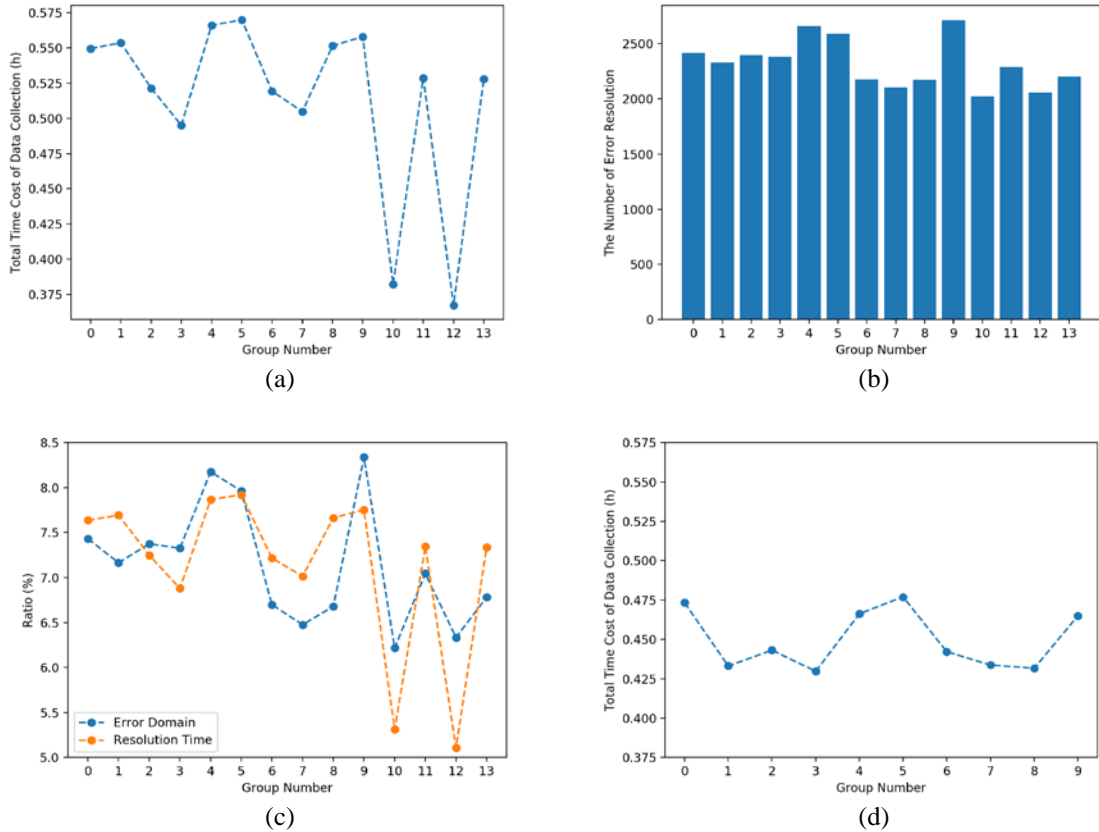 0.575
0.550
0.525
0.500
0.475
0.450
0.425
0.400
0.375
Total Time Cost of Data Collection (h)
0 1 2 3 4 5 6 7 8 9 10 11 12 13
Group Number
(a)
2500
2000
1500
1000
500
0
The Number of Error Resolution
0 1 2 3 4 5 6 7 8 9 10 11 12 13
Group Number
(b)
8.5
8.0
7.5
7.0
6.5
6.0
5.5
5.0
Ratio (%)
Error Domain
Resolution Time
0 1 2 3 4 5 6 7 8 9 10 11 12 13
Group Number
(c)
0.575
0.550
0.525
0.500
0.475
0.450
0.425
0.400
0.375
Total Time Cost of Data Collection (h)
0 1 2 3 4 5 6 7 8 9
Group Number
(d)